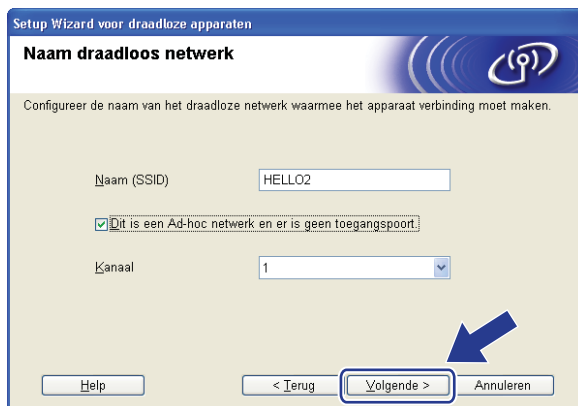 Setup Wizard voor draadloze apparaten
Naam draadloos netwerk
Configureer de naam van het draadloze netwerk waarmee het apparaat verbinding moet maken.
Naam (SSID) HELLO2
Dit is een Ad-hoc netwerk en er is geen toegangspoort.
Kanaal 1
Help < Terug Volgende > Annuleren